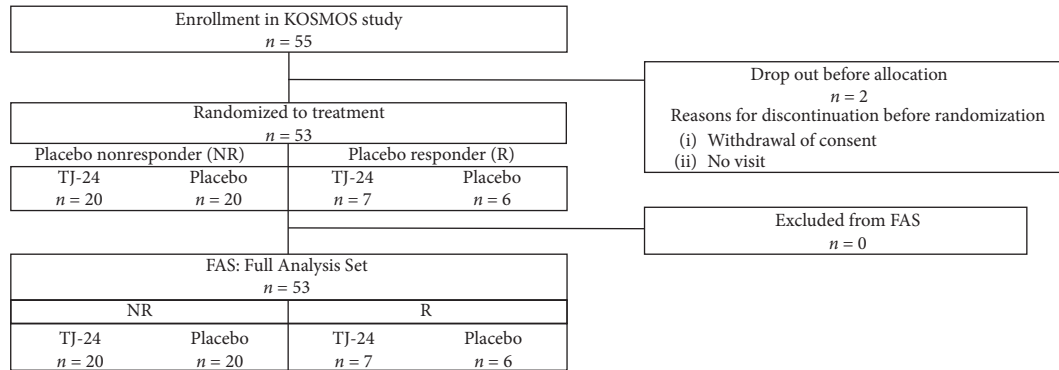 Enrollment in KOSMOS study
n = 55
Drop out before allocation
n = 2
Reasons for discontinuation before randomization
(i) Withdrawal of consent
(ii) No visit
Randomized to treatment
n = 53
Placebo nonresponder (NR) Placebo responder (R)
TJ-24 Placebo TJ-24 Placebo
n = 20 n = 20 n = 7 n = 6
Excluded from FAS
n = 0
FAS: Full Analysis Set
n = 53
NR R
TJ-24 Placebo TJ-24 Placebo
n = 20 n = 20 n = 7 n = 6